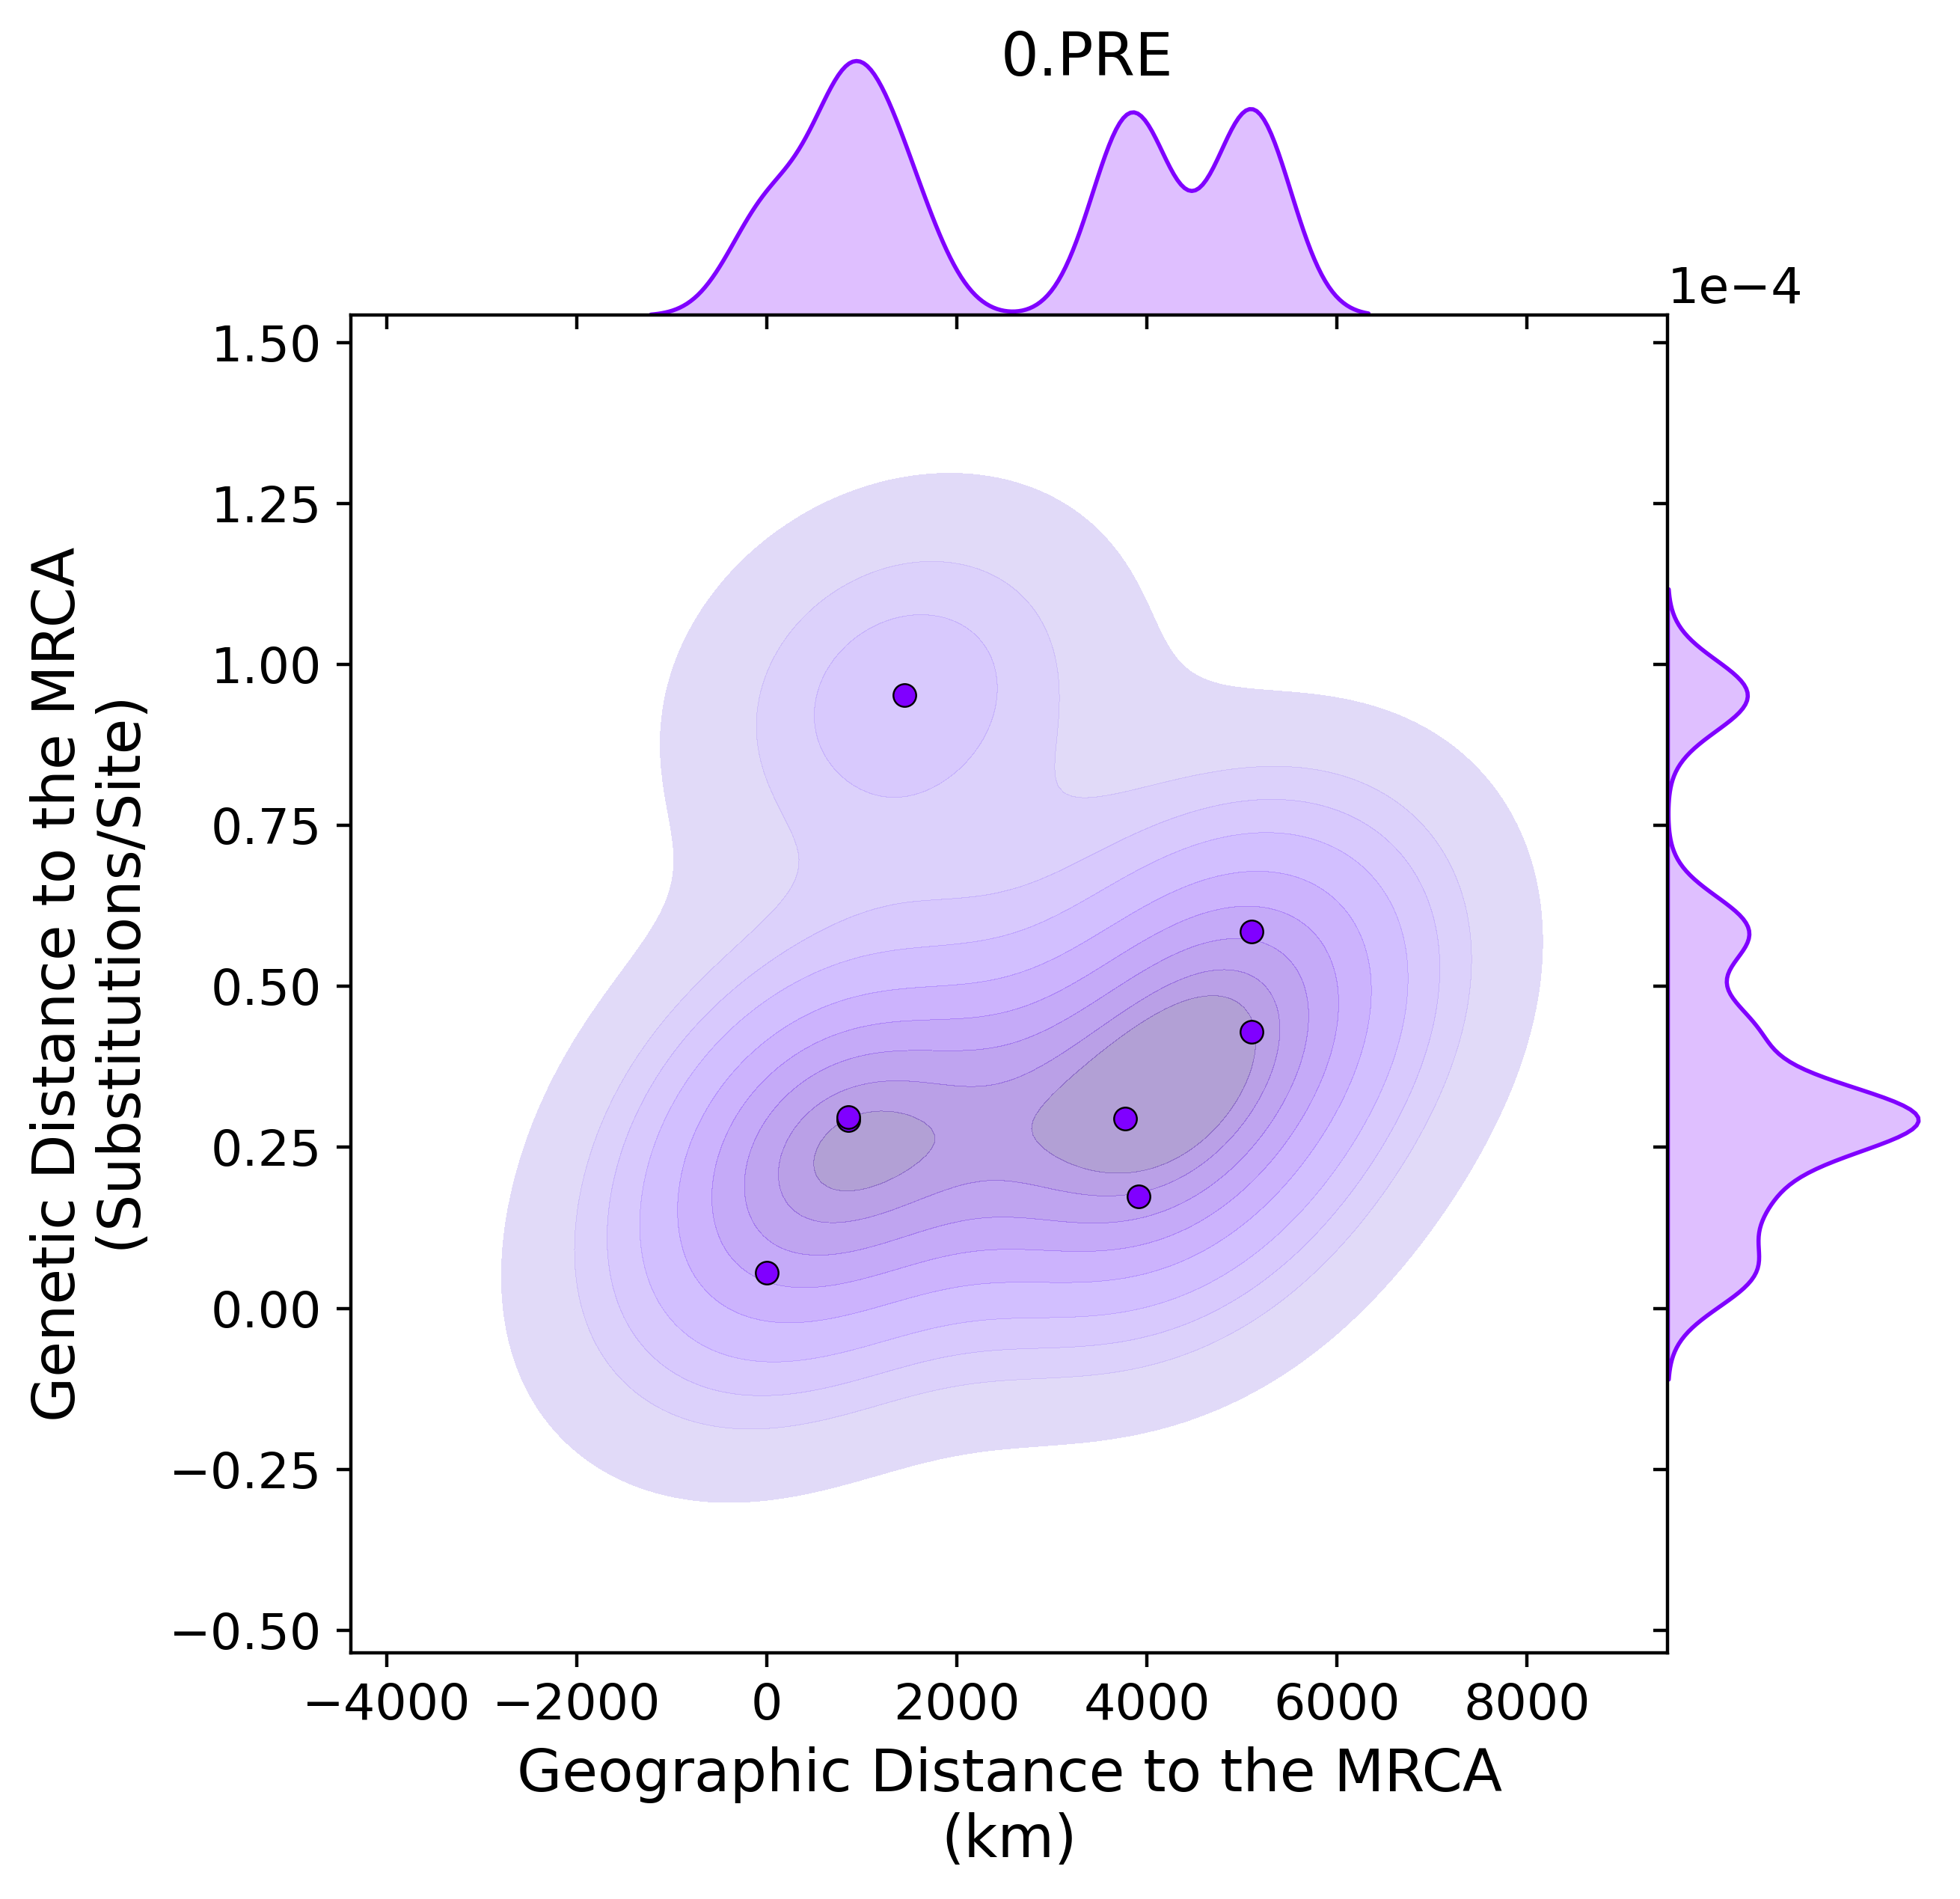 0.PRE
1e−4
1.50
1.25
1.00
0.75
0.50
0.25
0.00
−0.25
−0.50
Genetic Distance to the MRCA
(Substitutions/Site)
−4000 −2000 0 2000 4000 6000 8000
Geographic Distance to the MRCA
(km)